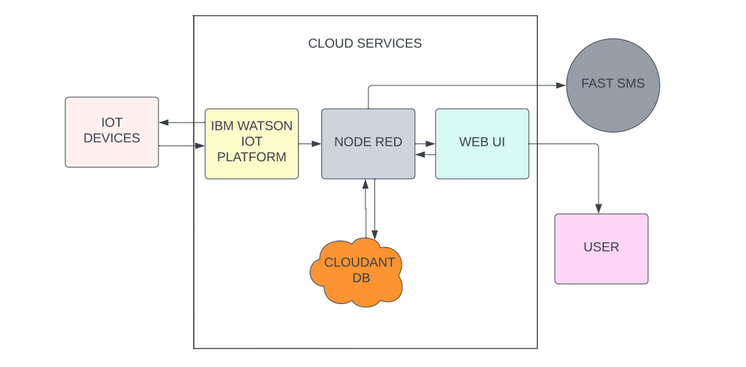 CLOUD SERVICES
FAST SMS
IOT
DEVICES
IBM WATSON
IOT
PLATFORM
NODE RED
WEB UI
USER
CLOUDANT
DB